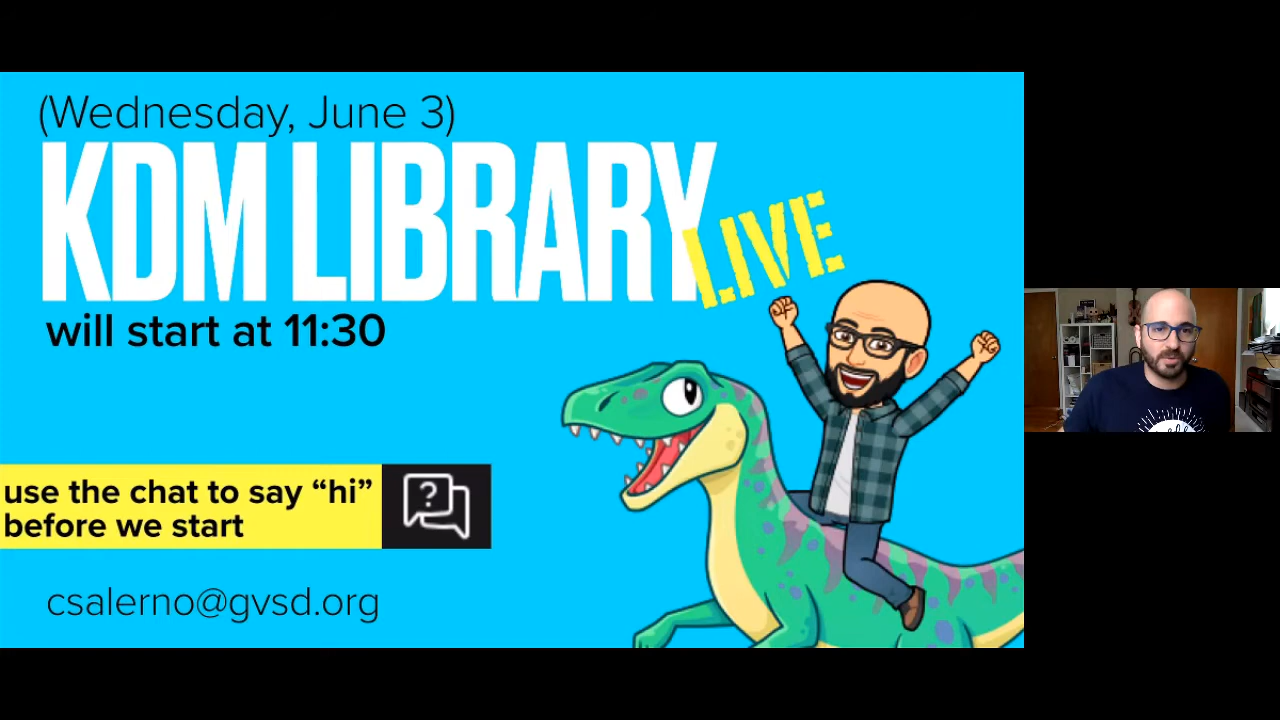 (Wednesday, June 3)
KDM LIBRARY
LIVE
will start at 11:30
use the chat to say “hi”
before we start
?
csalerno@gvsd.org